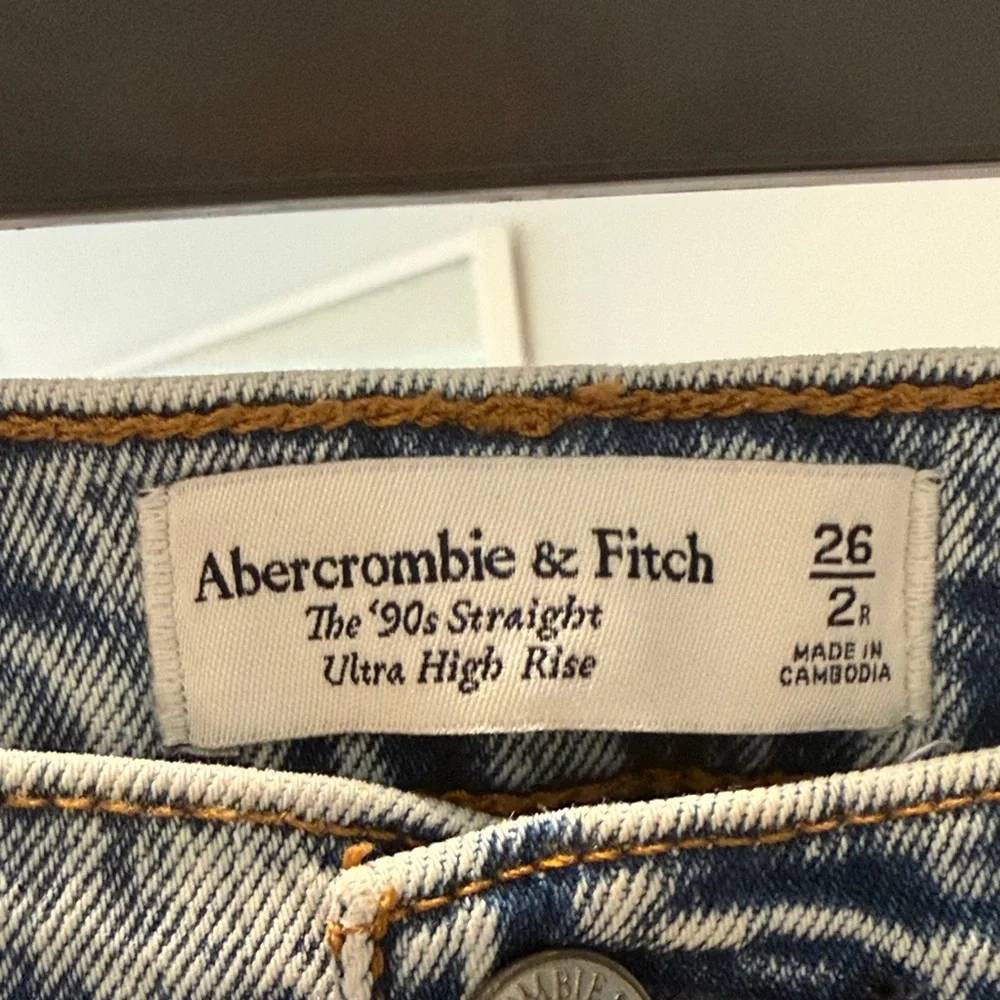 Abercrombie & Fitch
The '90s Straight
Ultra High Rise
26
2R
MADE IN
CAMBODIA